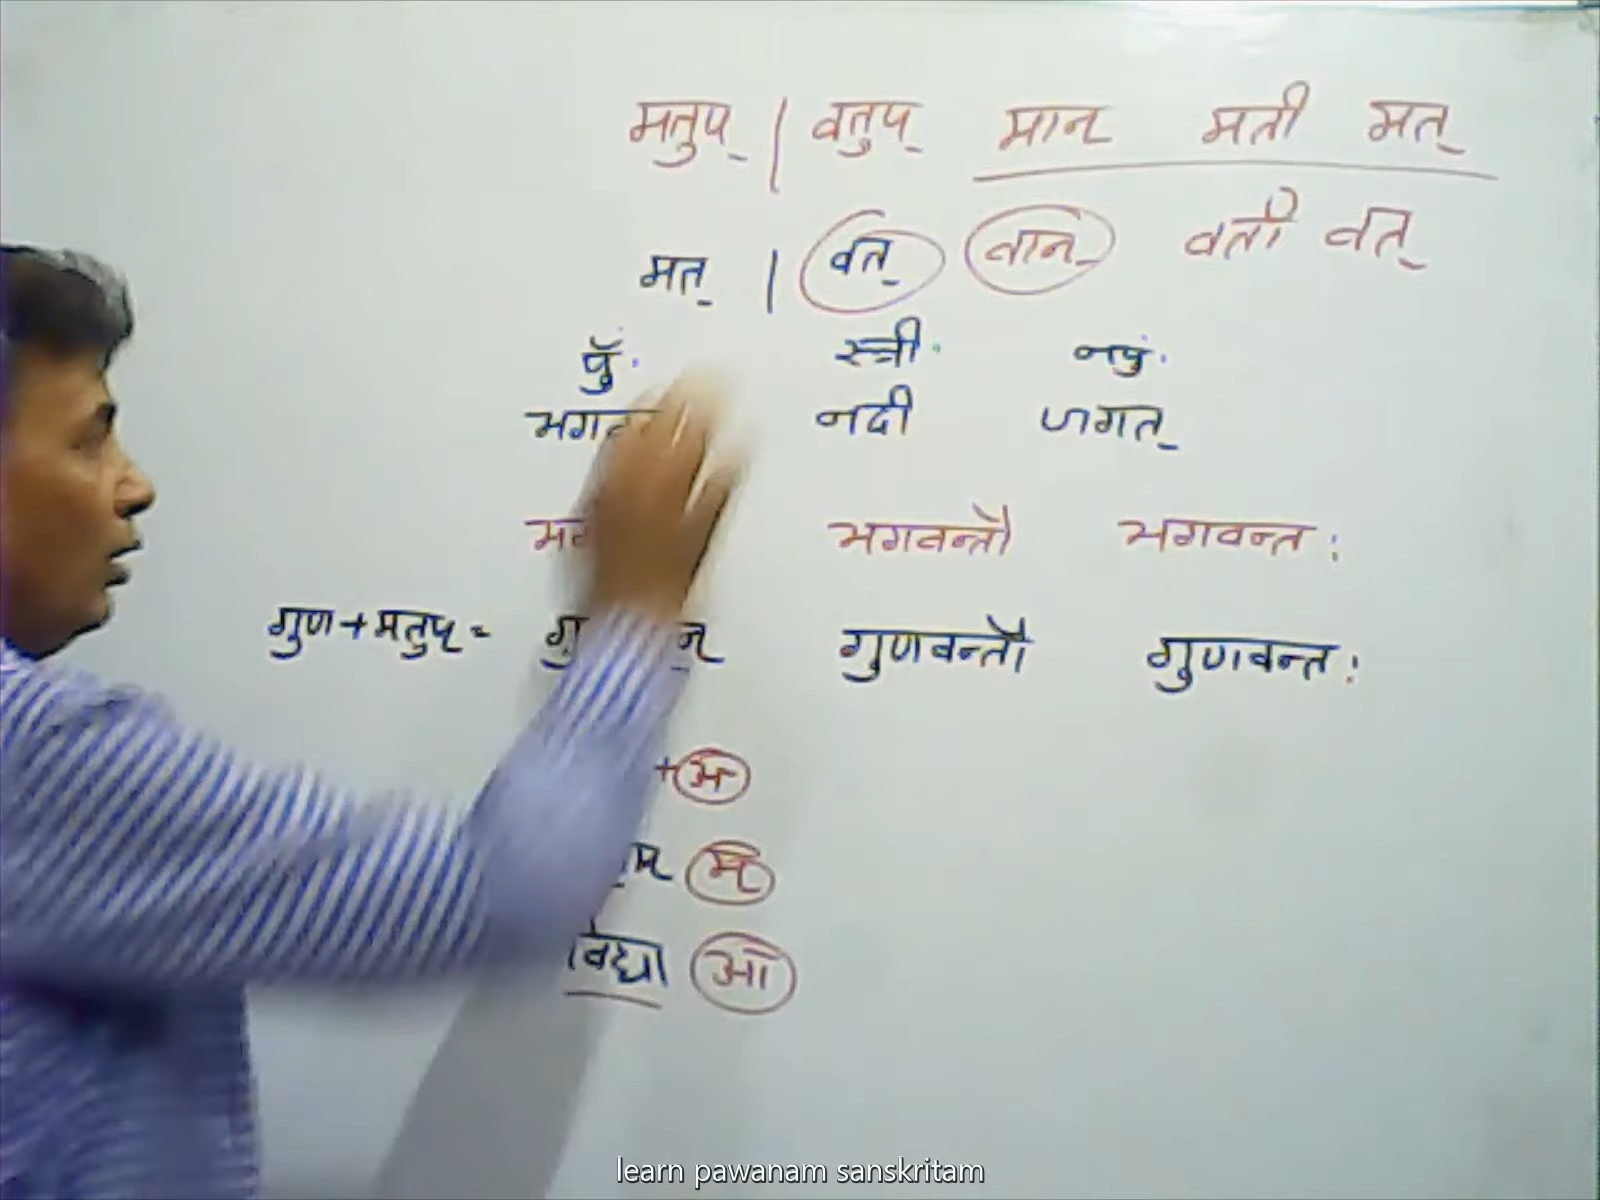 मतुप् | वतुप् मान् मती मत्
मत् | वत् वान् वती वत्
पुं. स्त्री. नपुं.
नदी जगत्
भगवन्तौ भगवन्तः
गुण + मतुप् = गुणवन्तौ गुणवन्तः
+ अ
म्
विद्या आ
learn pawanam sanskritam